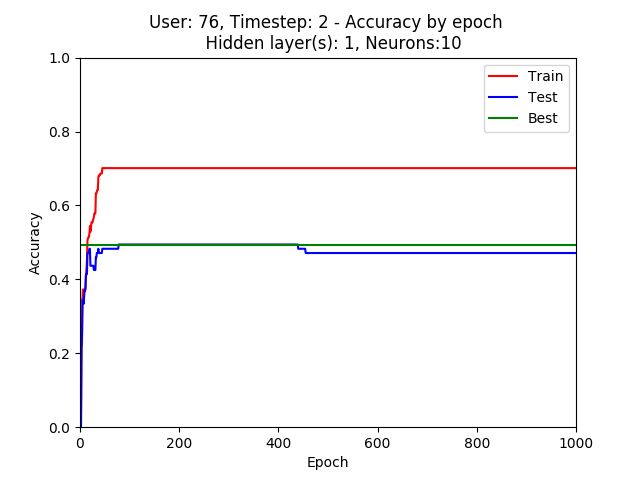 User: 76, Timestep: 2 - Accuracy by epoch
Hidden layer(s): 1, Neurons:10
Train
Test
Best
1.0
0.8
0.6
0.4
0.2
0.0
Accuracy
0
200
400
600
800
1000
Epoch